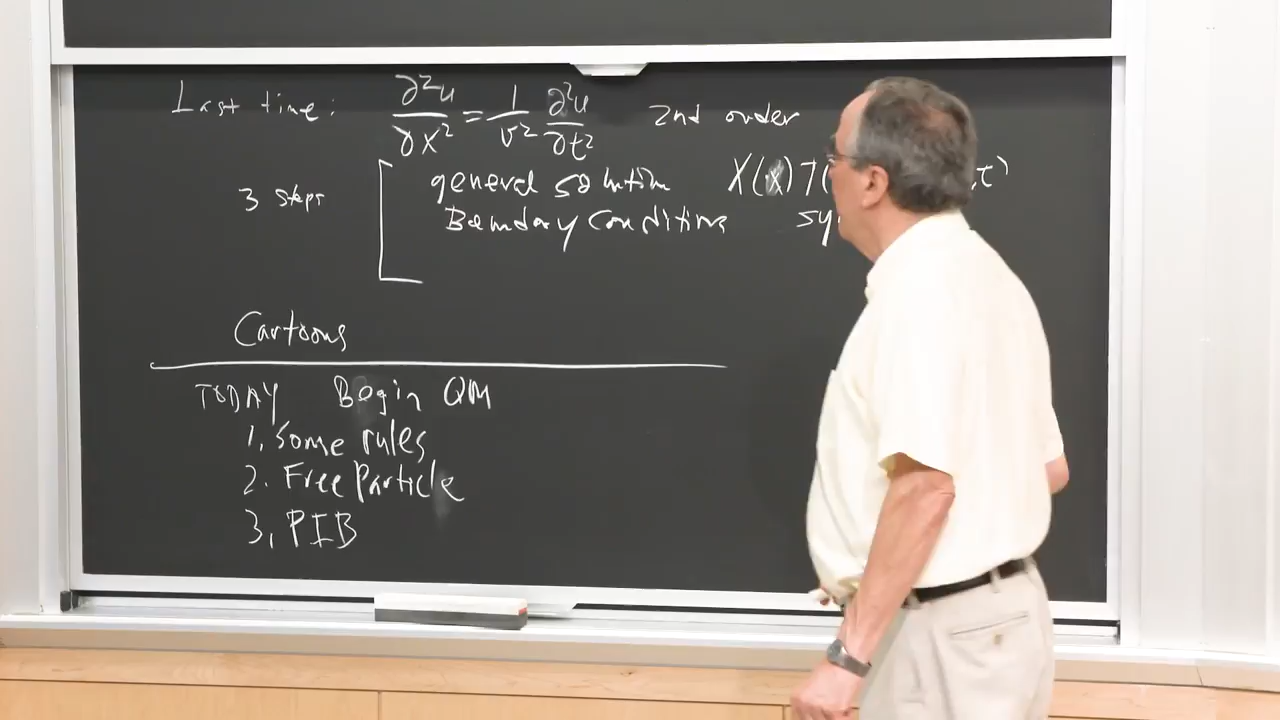 Last time: ∂²u/∂x² = 1/v² ∂²u/∂t² 2nd order
3 steps
general solution X(x)T( ,t)
Boundary Conditions sy
Cartoons
TODAY Begin QM
1. Some rules
2. Free Particle
3. PIB